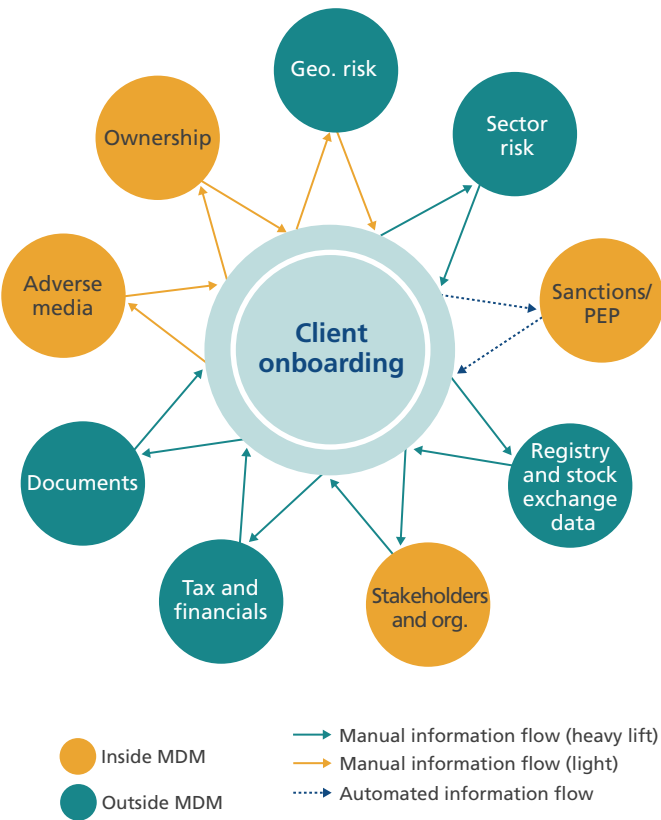 Geo. risk
Sector
risk
Ownership
Adverse
media
Sanctions/
PEP
Client
onboarding
Documents
Registry
and stock
exchange
data
Tax and
financials
Stakeholders
and org.
Inside MDM
Outside MDM
Manual information flow (heavy lift)
Manual information flow (light)
Automated information flow